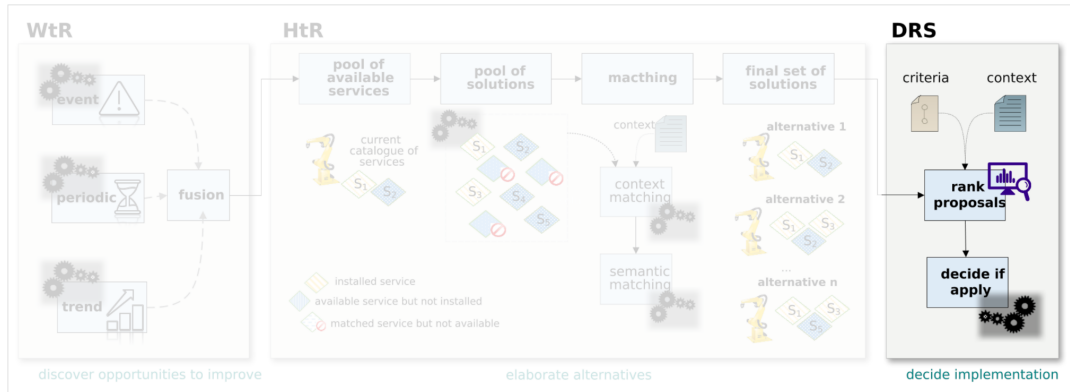 WtR
HtR
DRS
event
periodic
trend
fusion
pool of
available
services
pool of
solutions
macthing
final set of
solutions
current
catalogue of
services
S1
S2
S1
S2
S3
S4
S5
context
context
matching
semantic
matching
alternative 1
S1
S2
alternative 2
S1
S3
S2
...
alternative n
S1
S3
S5
installed service
available service but not installed
matched service but not available
criteria
context
rank
proposals
decide if
apply
discover opportunities to improve
elaborate alternatives
decide implementation